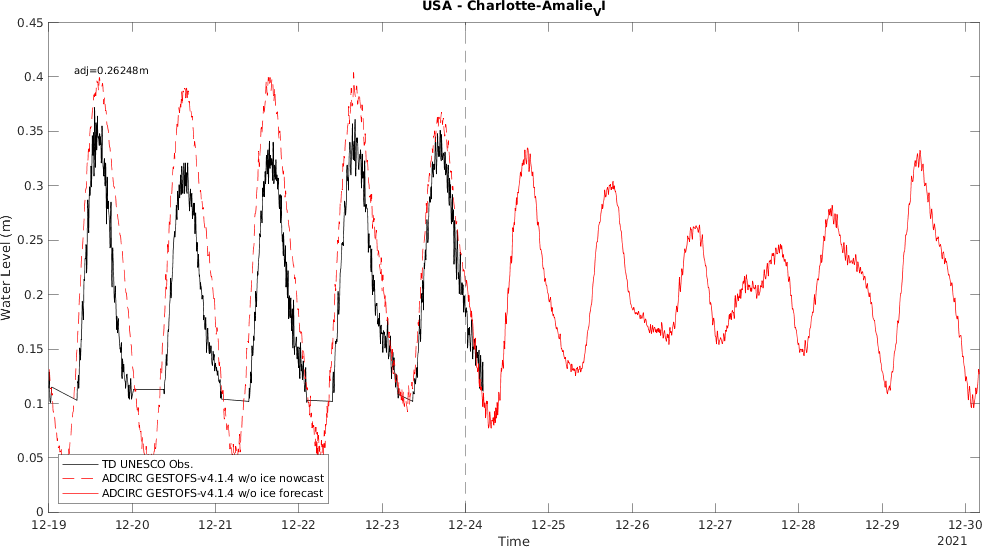 USA - Charlotte-AmalieVI
0.45
adj=0.26248m
0.4
0.35
0.3
0.25
Water Level (m)
0.2
0.15
0.1
0.05
0
TD UNESCO Obs.
ADCIRC GESTOFS-v4.1.4 w/o ice nowcast
ADCIRC GESTOFS-v4.1.4 w/o ice forecast
12-19 12-20 12-21 12-22 12-23 12-24 12-25 12-26 12-27 12-28 12-29 12-30
Time
2021